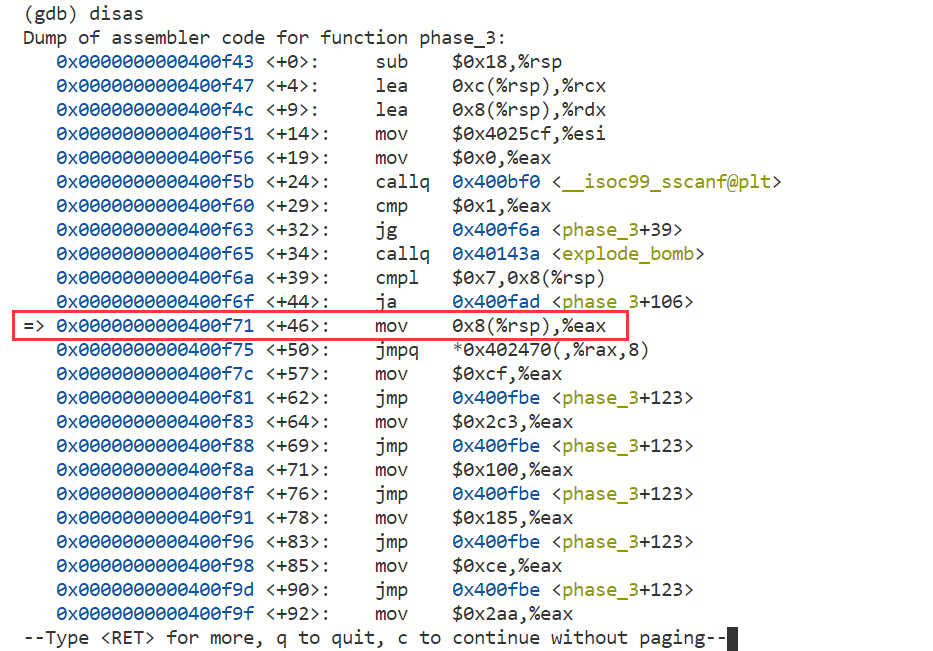 (gdb) disas
Dump of assembler code for function phase_3:
   0x0000000000400f43 <+0>:     sub    $0x18,%rsp
   0x0000000000400f47 <+4>:     lea    0xc(%rsp),%rcx
   0x0000000000400f4c <+9>:     lea    0x8(%rsp),%rdx
   0x0000000000400f51 <+14>:    mov    $0x4025cf,%esi
   0x0000000000400f56 <+19>:    mov    $0x0,%eax
   0x0000000000400f5b <+24>:    callq  0x400bf0 <__isoc99_sscanf@plt>
   0x0000000000400f60 <+29>:    cmp    $0x1,%eax
   0x0000000000400f63 <+32>:    jg     0x400f6a <phase_3+39>
   0x0000000000400f65 <+34>:    callq  0x40143a <explode_bomb>
   0x0000000000400f6a <+39>:    cmpl   $0x7,0x8(%rsp)
   0x0000000000400f6f <+44>:    ja     0x400fad <phase_3+106>
=> 0x0000000000400f71 <+46>:    mov    0x8(%rsp),%eax
   0x0000000000400f75 <+50>:    jmpq   *0x402470(,%rax,8)
   0x0000000000400f7c <+57>:    mov    $0xcf,%eax
   0x0000000000400f81 <+62>:    jmp    0x400fbe <phase_3+123>
   0x0000000000400f83 <+64>:    mov    $0x2c3,%eax
   0x0000000000400f88 <+69>:    jmp    0x400fbe <phase_3+123>
   0x0000000000400f8a <+71>:    mov    $0x100,%eax
   0x0000000000400f8f <+76>:    jmp    0x400fbe <phase_3+123>
   0x0000000000400f91 <+78>:    mov    $0x185,%eax
   0x0000000000400f96 <+83>:    jmp    0x400fbe <phase_3+123>
   0x0000000000400f98 <+85>:    mov    $0xce,%eax
   0x0000000000400f9d <+90>:    jmp    0x400fbe <phase_3+123>
   0x0000000000400f9f <+92>:    mov    $0x2aa,%eax
--Type <RET> for more, q to quit, c to continue without paging--